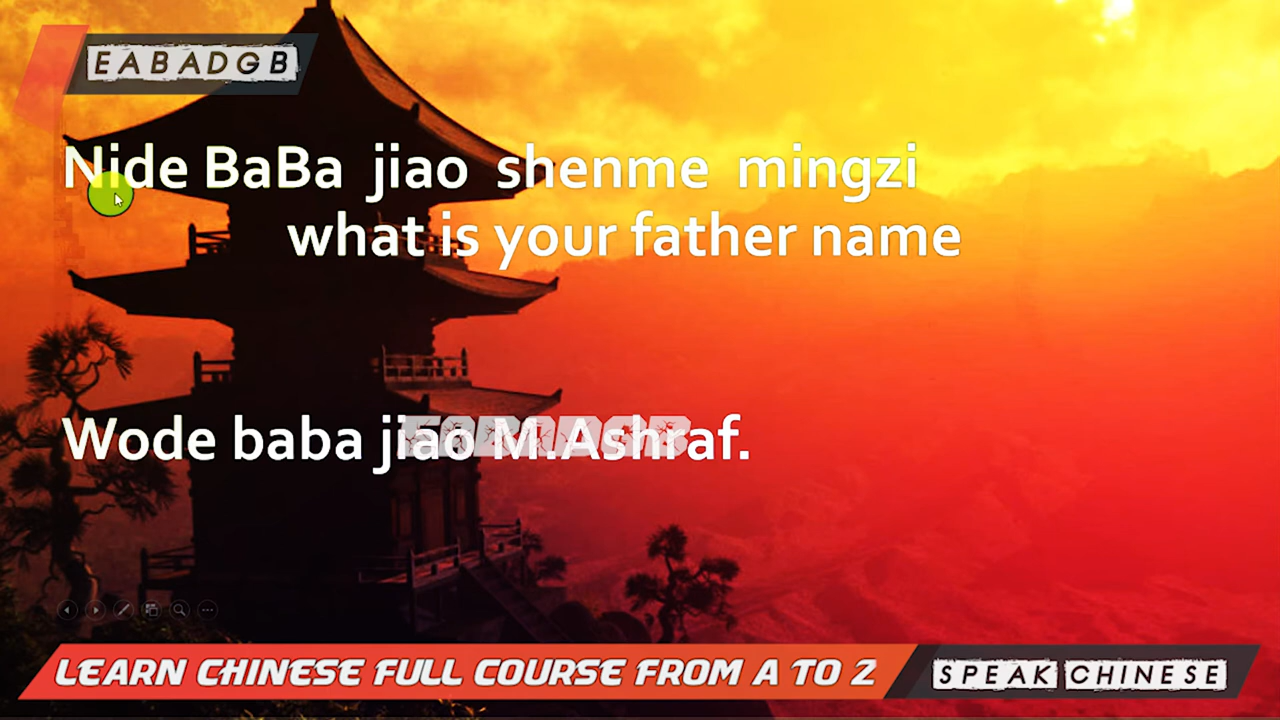 EABADGB
Nide BaBa jiao shenme mingzi
what is your father name
Wode baba jiao M.Ashraf.
EABADGB
LEARN CHINESE FULL COURSE FROM A TO Z
SPEAK CHINESE